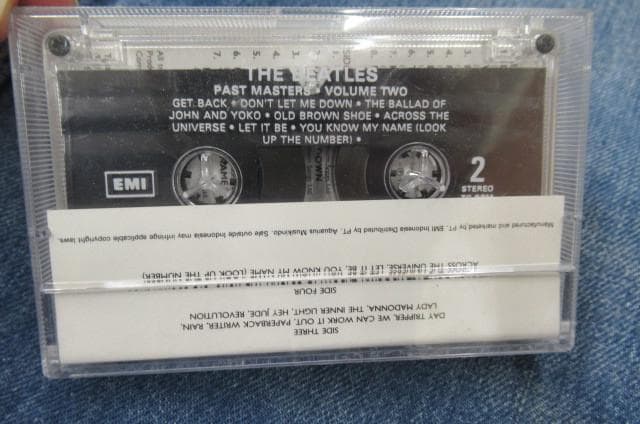 THE BEATLES
PAST MASTERS • VOLUME TWO
GET BACK • DON'T LET ME DOWN • THE BALLAD OF
JOHN AND YOKO • OLD BROWN SHOE • ACROSS THE
UNIVERSE • LET IT BE • YOU KNOW MY NAME (LOOK
UP THE NUMBER) •
EMI
2
STEREO
SIDE THREE
DAY TRIPPER, WE CAN WORK IT OUT, PAPERBACK WRITER, RAIN,
LADY MADONNA, THE INNER LIGHT, HEY JUDE, REVOLUTION
SIDE FOUR
ACROSS THE UNIVERSE, LET IT BE, YOU KNOW MY NAME (LOOK UP THE NUMBER)
Manufactured and marketed by PT. EMI Indonesia Distributed by PT. Aquarius Musikindo. Sale outside Indonesia may infringe applicable copyright laws.